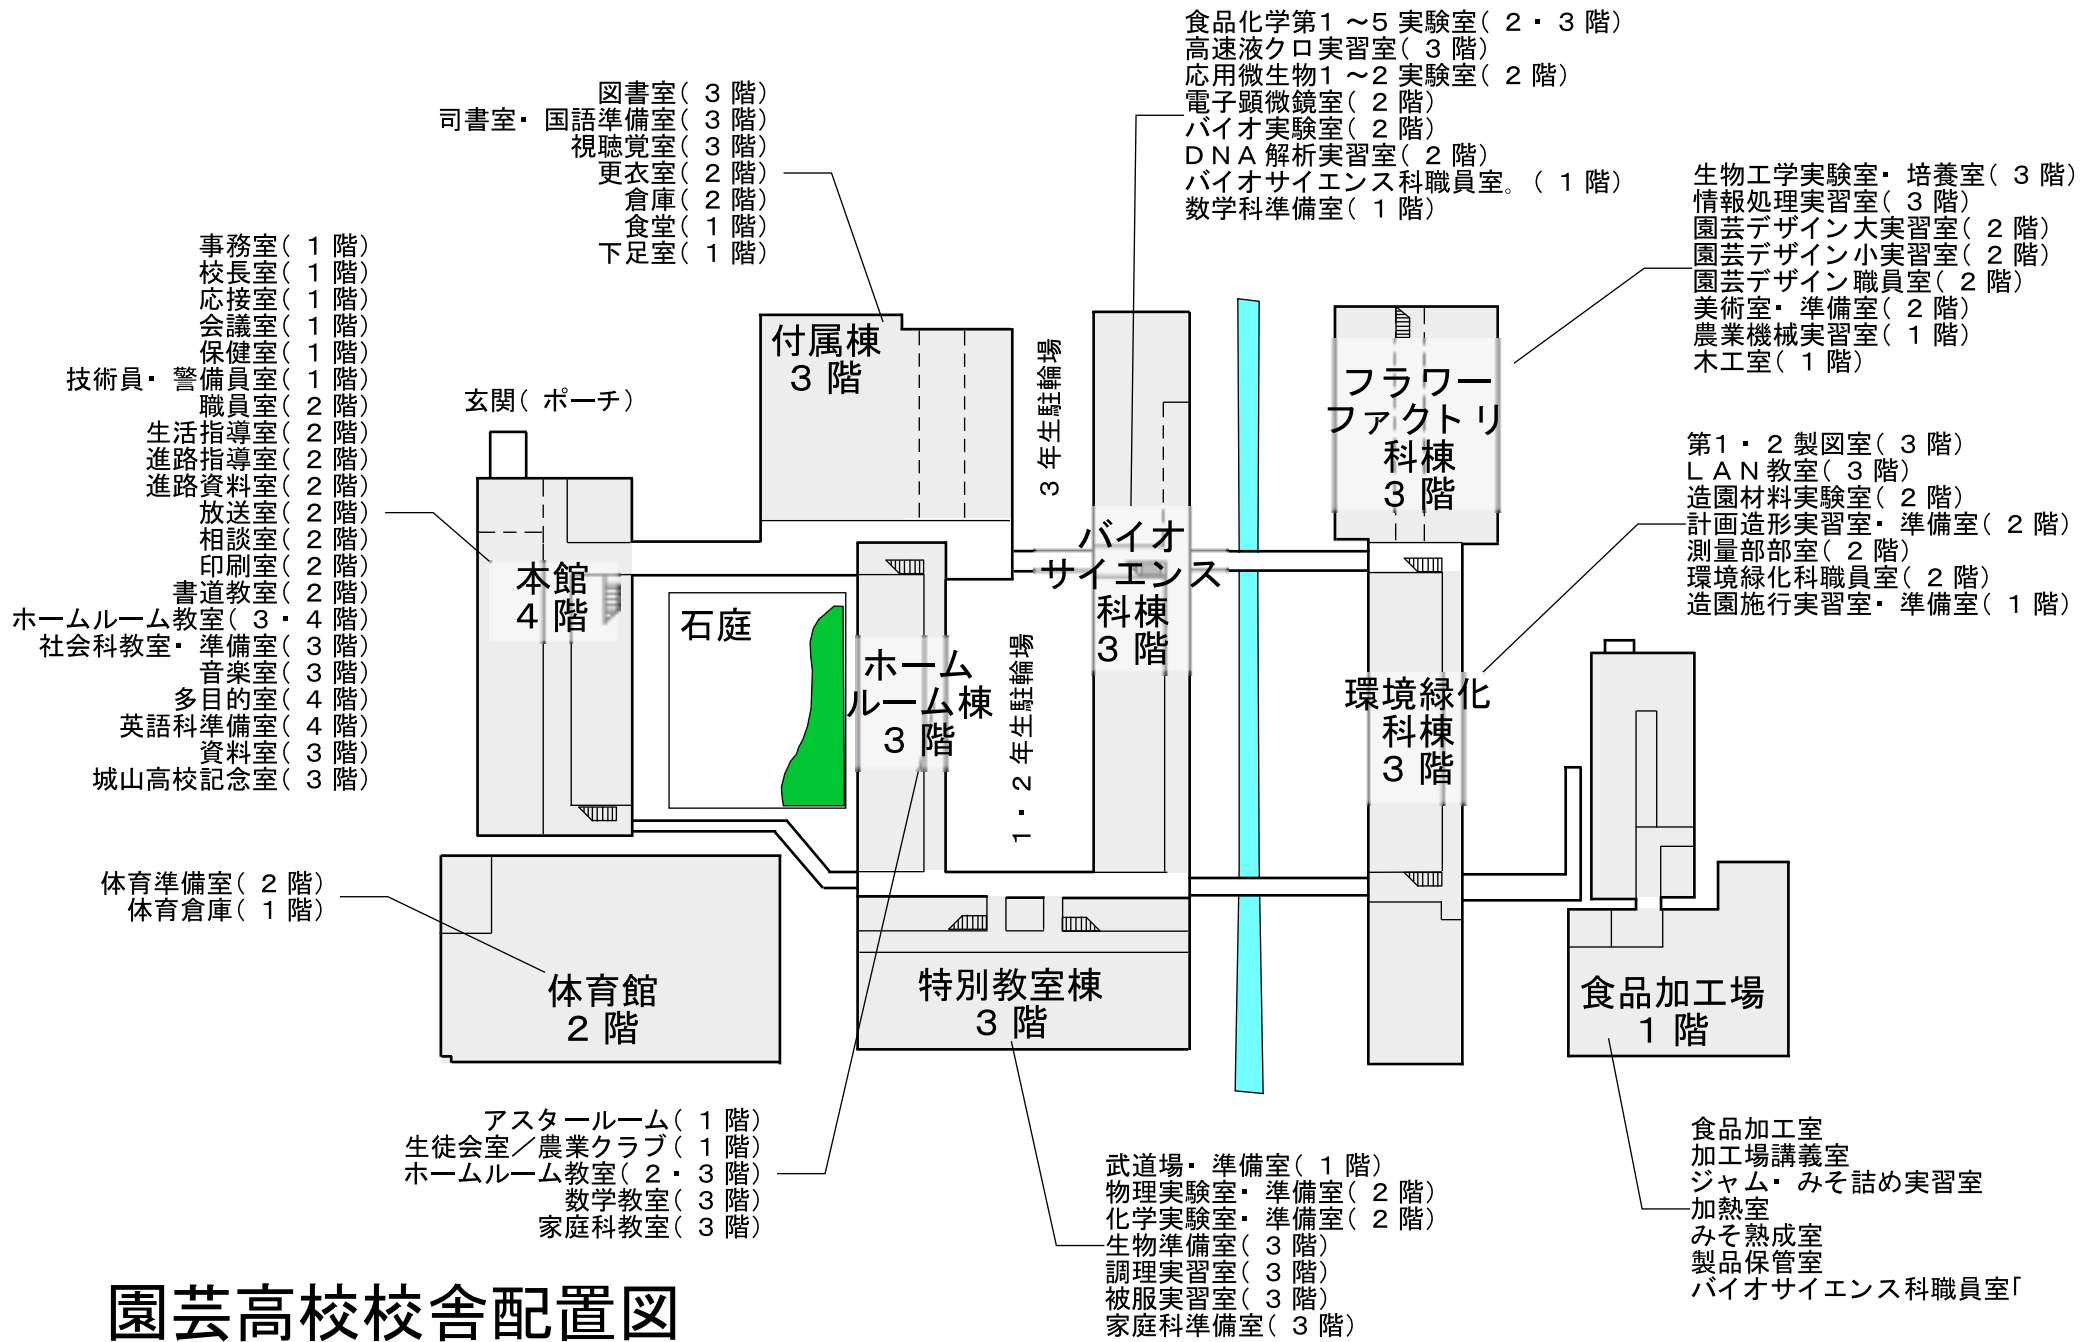 食品化学第1～5実験室(2・3階)
高速液クロ実習室(3階)
応用微生物1～2実験室(2階)
電子顕微鏡室(2階)
バイオ実験室(2階)
DNA解析実習室(2階)
バイオサイエンス科職員室。(1階)
数学科準備室(1階)
図書室(3階)
司書室・国語準備室(3階)
視聴覚室(3階)
更衣室(2階)
倉庫(2階)
食堂(1階)
下足室(1階)
生物工学実験室・培養室(3階)
情報処理実習室(3階)
園芸デザイン大実習室(2階)
園芸デザイン小実習室(2階)
園芸デザイン職員室(2階)
美術室・準備室(2階)
農業機械実習室(1階)
木工室(1階)
事務室(1階)
校長室(1階)
応接室(1階)
会議室(1階)
保健室(1階)
技術員・警備員室(1階)
職員室(2階)
生活指導室(2階)
進路指導室(2階)
進路資料室(2階)
放送室(2階)
相談室(2階)
印刷室(2階)
書道教室(2階)
ホームルーム教室(3・4階)
社会科教室・準備室(3階)
音楽室(3階)
多目的室(4階)
英語科準備室(4階)
資料室(3階)
城山高校記念室(3階)
玄関(ポーチ)
付属棟
3階
3年生駐輪場
フラワー
ファクトリ
科棟
3階
第1・2製図室(3階)
LAN教室(3階)
造園材料実験室(2階)
計画造形実習室・準備室(2階)
測量部部室(2階)
環境緑化科職員室(2階)
造園施行実習室・準備室(1階)
本館
4階
石庭
バイオ
サイエンス
科棟
3階
ホーム
ルーム棟
3階
1・2年生駐輪場
環境緑化
科棟
3階
体育準備室(2階)
体育倉庫(1階)
体育館
2階
特別教室棟
3階
食品加工場
1階
アスタールーム(1階)
生徒会室／農業クラブ(1階)
ホームルーム教室(2・3階)
数学教室(3階)
家庭科教室(3階)
武道場・準備室(1階)
物理実験室・準備室(2階)
化学実験室・準備室(2階)
生物準備室(3階)
調理実習室(3階)
被服実習室(3階)
家庭科準備室(3階)
食品加工室
加工場講義室
ジャム・みそ詰め実習室
加熱室
みそ熟成室
製品保管室
バイオサイエンス科職員室「
園芸高校校舎配置図